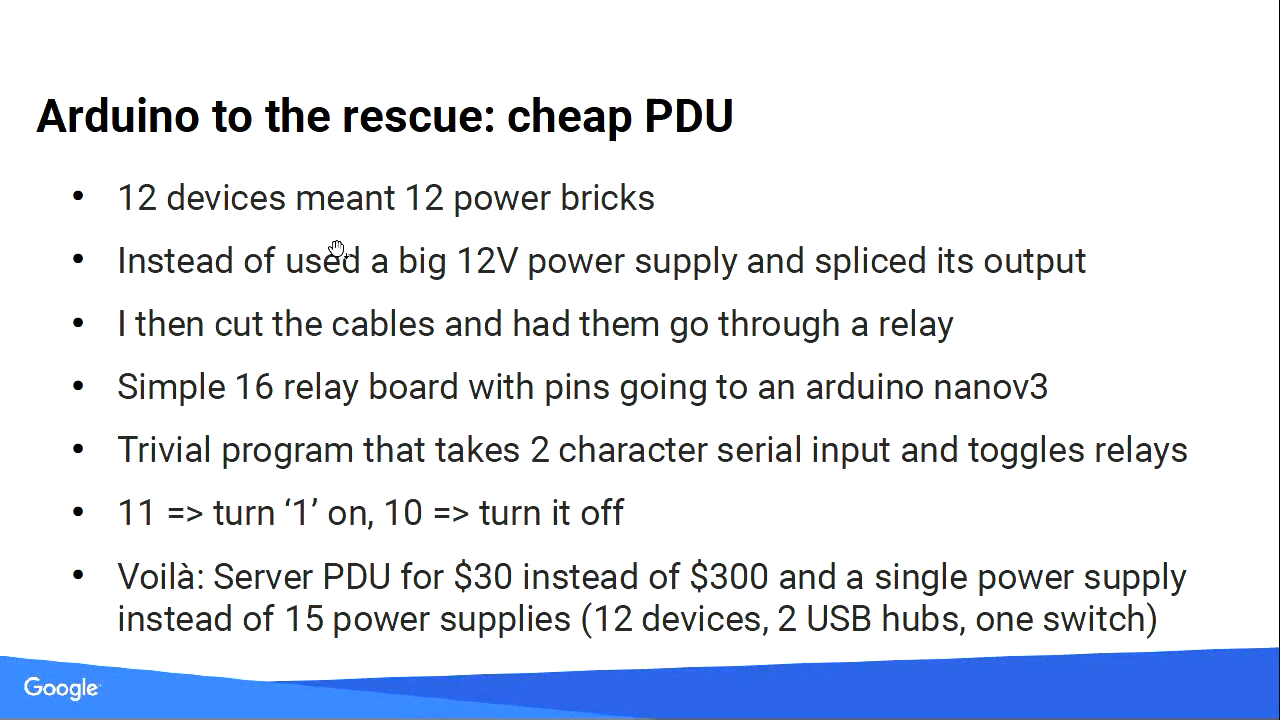 Arduino to the rescue: cheap PDU
• 12 devices meant 12 power bricks
• Instead of used a big 12V power supply and spliced its output
• I then cut the cables and had them go through a relay
• Simple 16 relay board with pins going to an arduino nanov3
• Trivial program that takes 2 character serial input and toggles relays
• 11 => turn ‘1’ on, 10 => turn it off
• Voilà: Server PDU for $30 instead of $300 and a single power supply
instead of 15 power supplies (12 devices, 2 USB hubs, one switch)
Google